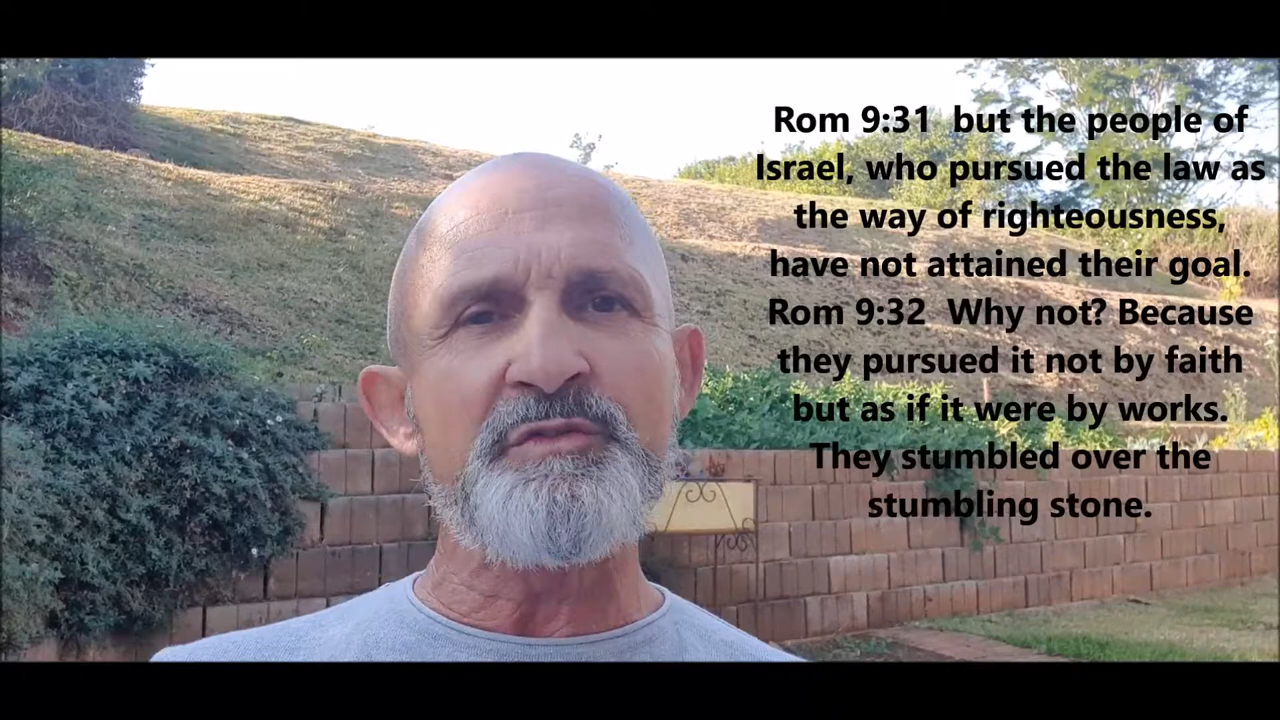 Rom 9:31  but the people of
Israel, who pursued the law as
the way of righteousness,
have not attained their goal.
Rom 9:32  Why not? Because
they pursued it not by faith
but as if it were by works.
They stumbled over the
stumbling stone.